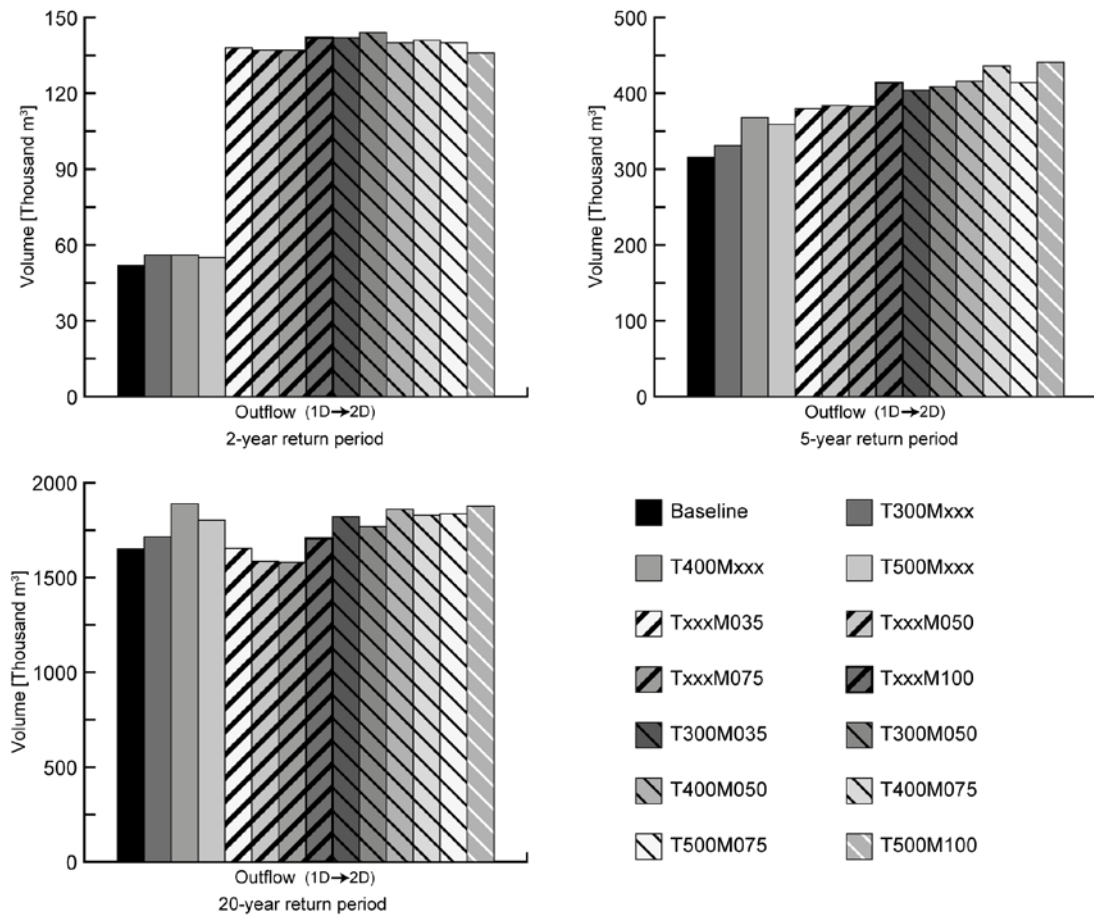 150
120
90
60
30
0
Volume [Thousand m³]
Outflow (1D➔2D)
2-year return period
500
400
300
200
100
0
Volume [Thousand m³]
Outflow (1D➔2D)
5-year return period
2000
1500
1000
500
0
Volume [Thousand m³]
Outflow (1D➔2D)
20-year return period
Baseline
T300Mxxx
T400Mxxx
T500Mxxx
TxxxM035
TxxxM050
TxxxM075
TxxxM100
T300M035
T300M050
T400M050
T400M075
T500M075
T500M100